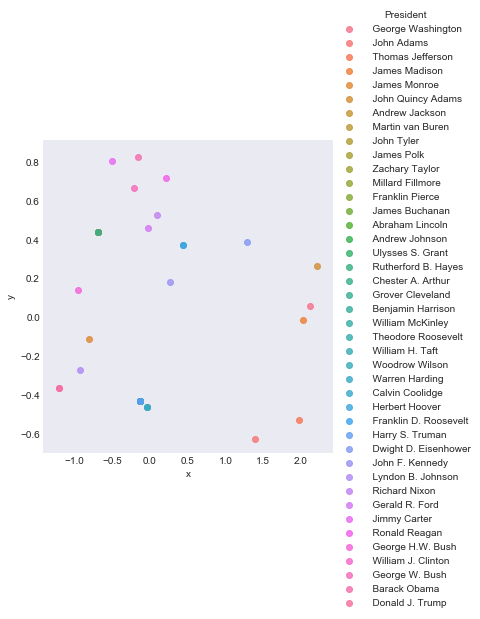 President
George Washington
John Adams
Thomas Jefferson
James Madison
James Monroe
John Quincy Adams
Andrew Jackson
Martin van Buren
John Tyler
James Polk
Zachary Taylor
Millard Fillmore
Franklin Pierce
James Buchanan
Abraham Lincoln
Andrew Johnson
Ulysses S. Grant
Rutherford B. Hayes
Chester A. Arthur
Grover Cleveland
Benjamin Harrison
William McKinley
Theodore Roosevelt
William H. Taft
Woodrow Wilson
Warren Harding
Calvin Coolidge
Herbert Hoover
Franklin D. Roosevelt
Harry S. Truman
Dwight D. Eisenhower
John F. Kennedy
Lyndon B. Johnson
Richard Nixon
Gerald R. Ford
Jimmy Carter
Ronald Reagan
George H.W. Bush
William J. Clinton
George W. Bush
Barack Obama
Donald J. Trump
0.8
0.6
0.4
0.2
0.0
−0.2
−0.4
−0.6
y
−1.0 −0.5 0.0 0.5 1.0 1.5 2.0
x